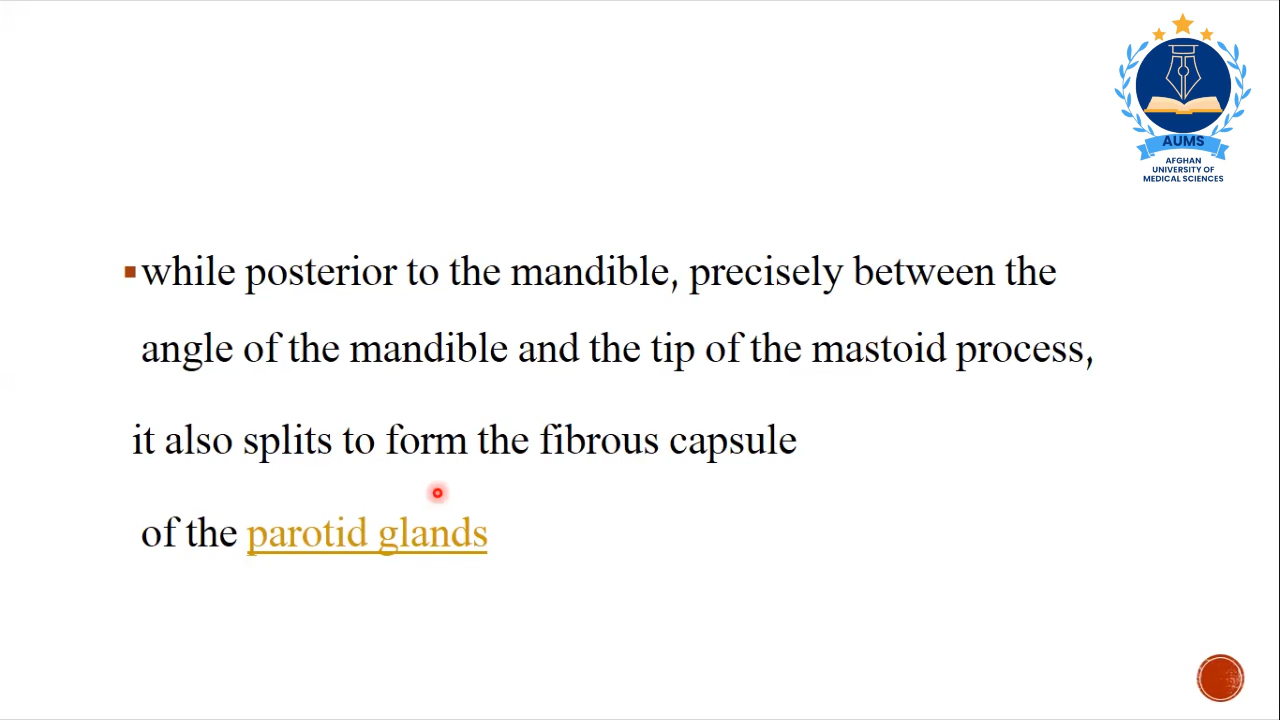 AUMS
AFGHAN
UNIVERSITY OF
MEDICAL SCIENCES
while posterior to the mandible, precisely between the
angle of the mandible and the tip of the mastoid process,
it also splits to form the fibrous capsule
of the parotid glands